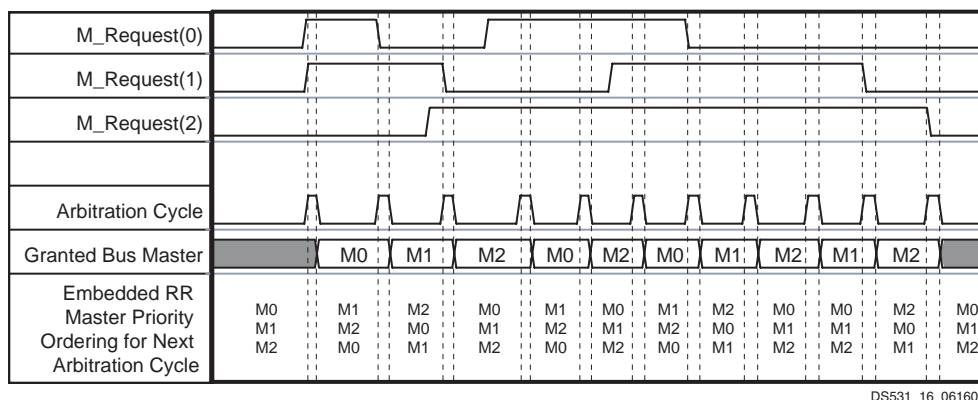 M_Request(0)
M_Request(1)
M_Request(2)
Arbitration Cycle
Granted Bus Master M0 M1 M2 M0 M2 M0 M1 M2 M1 M2
Embedded RR
Master Priority
Ordering for Next
Arbitration Cycle
M0 M1 M2 M0 M1 M0 M1 M2 M0 M0 M2 M0
M1 M2 M0 M1 M2 M1 M2 M0 M1 M1 M0 M1
M2 M0 M1 M2 M0 M2 M0 M1 M2 M2 M1 M2
DS531_16_06160